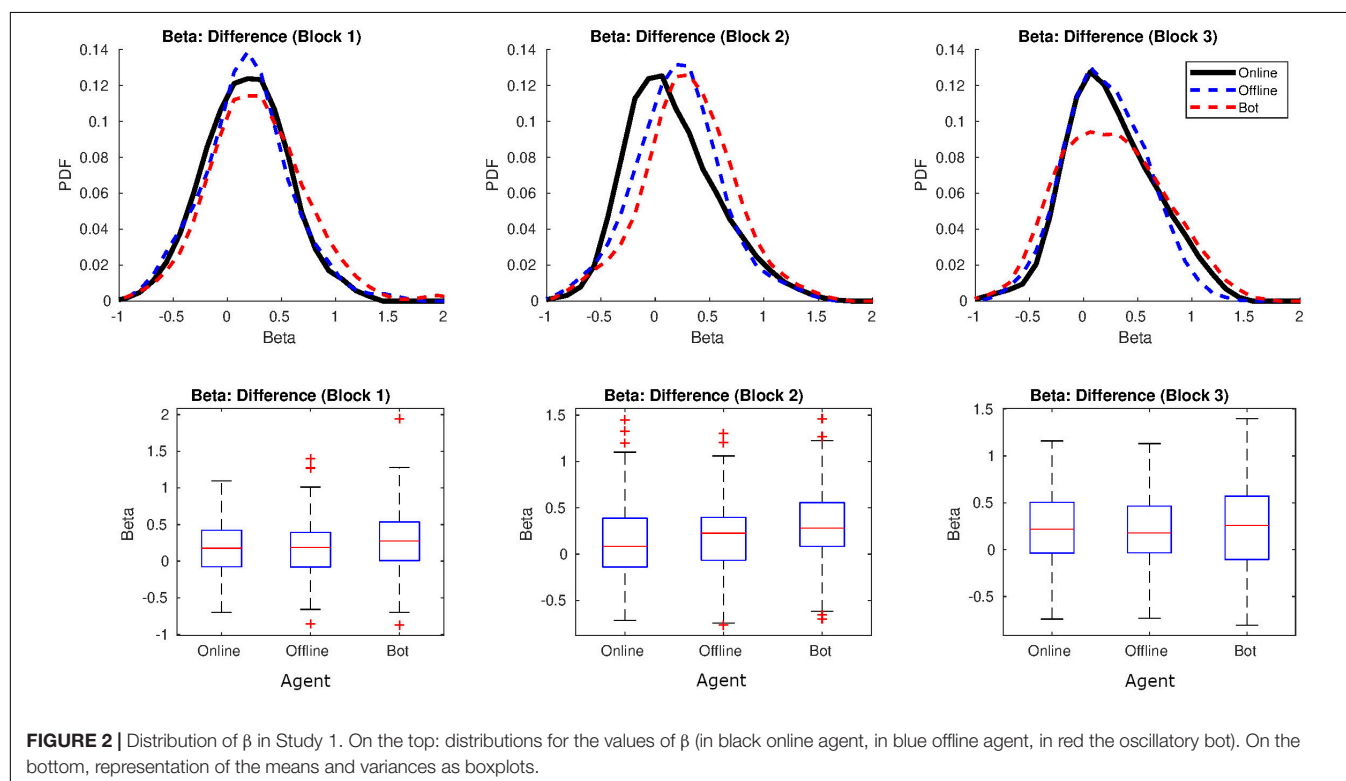 Beta: Difference (Block 1)
0.14
0.12
0.1
0.08
0.06
0.04
0.02
0
PDF
-1 -0.5 0 0.5 1 1.5 2
Beta
Beta: Difference (Block 2)
0.14
0.12
0.1
0.08
0.06
0.04
0.02
0
PDF
-1 -0.5 0 0.5 1 1.5 2
Beta
Beta: Difference (Block 3)
0.14
0.12
0.1
0.08
0.06
0.04
0.02
0
PDF
-1 -0.5 0 0.5 1 1.5 2
Beta
Online
Offline
Bot
Beta: Difference (Block 1)
2
1.5
1
0.5
0
-0.5
-1
Beta
Online Offline Bot
Agent
Beta: Difference (Block 2)
1.5
1
0.5
0
-0.5
Beta
Online Offline Bot
Agent
Beta: Difference (Block 3)
1.5
1
0.5
0
-0.5
Beta
Online Offline Bot
Agent
FIGURE 2 | Distribution of β in Study 1. On the top: distributions for the values of β (in black online agent, in blue offline agent, in red the oscillatory bot). On the
bottom, representation of the means and variances as boxplots.